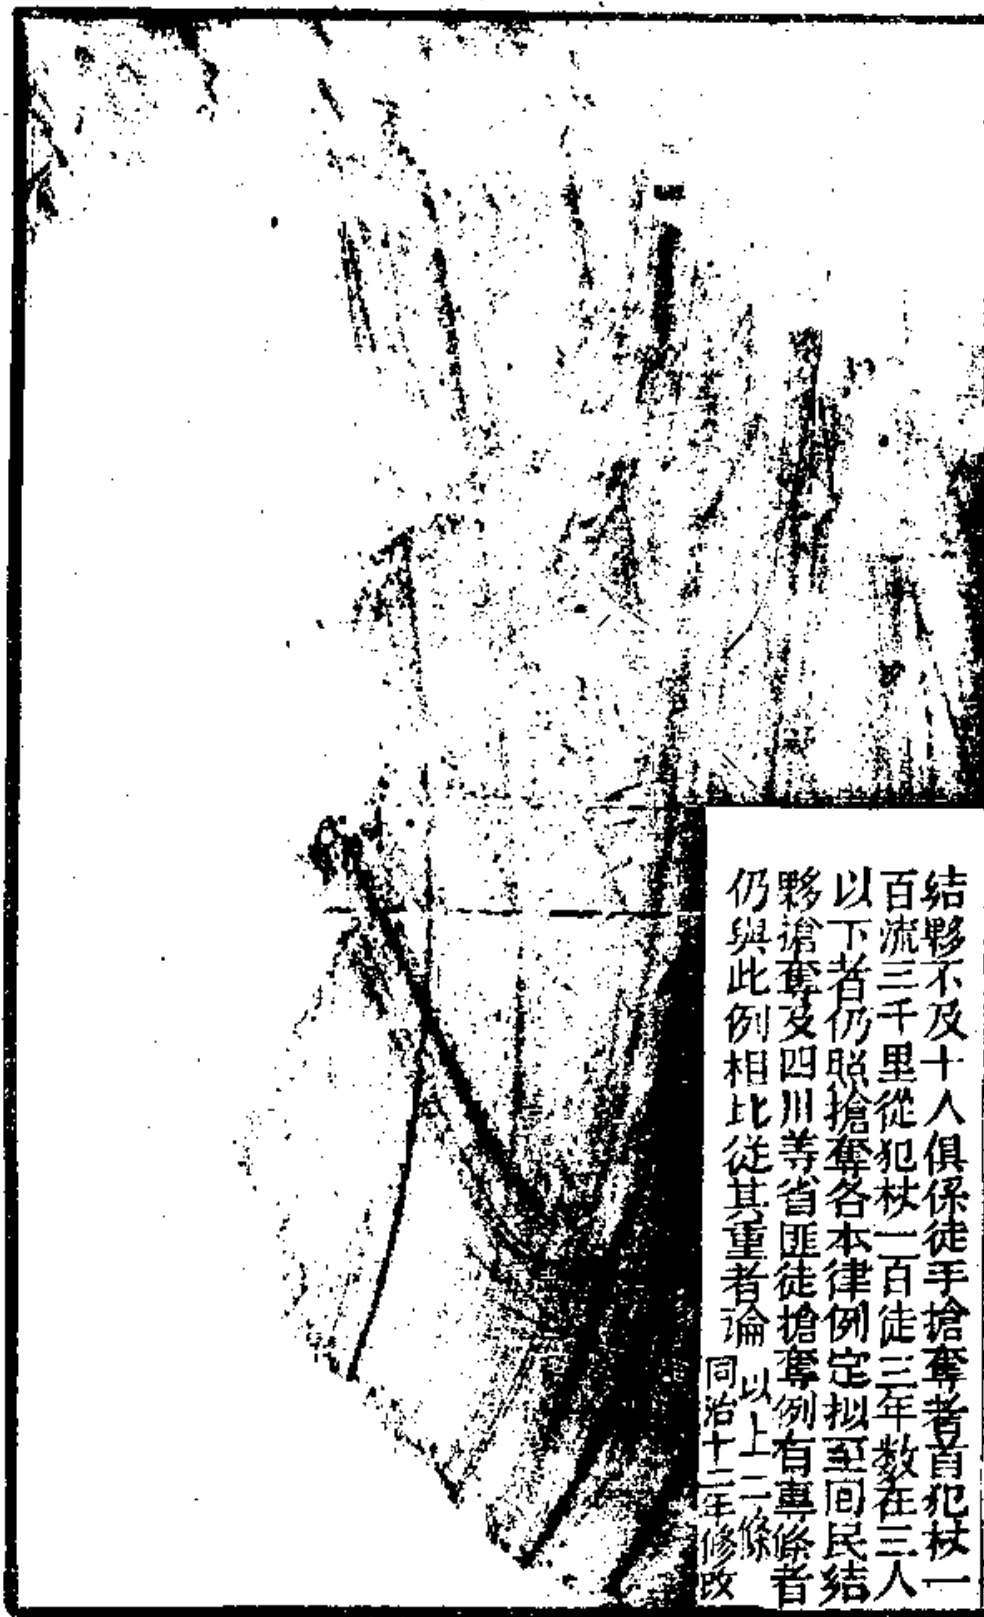 結夥不及十人俱係徒手搶奪者首犯杖一
百流三千里從犯杖一百徒三年數在三人
以下者仍照搶奪各本律例定拟至回民結
夥搶奪及四川等省匪徒搶奪例有專條者
仍與此例相比從其重者論
以上二條
同治十二年修改